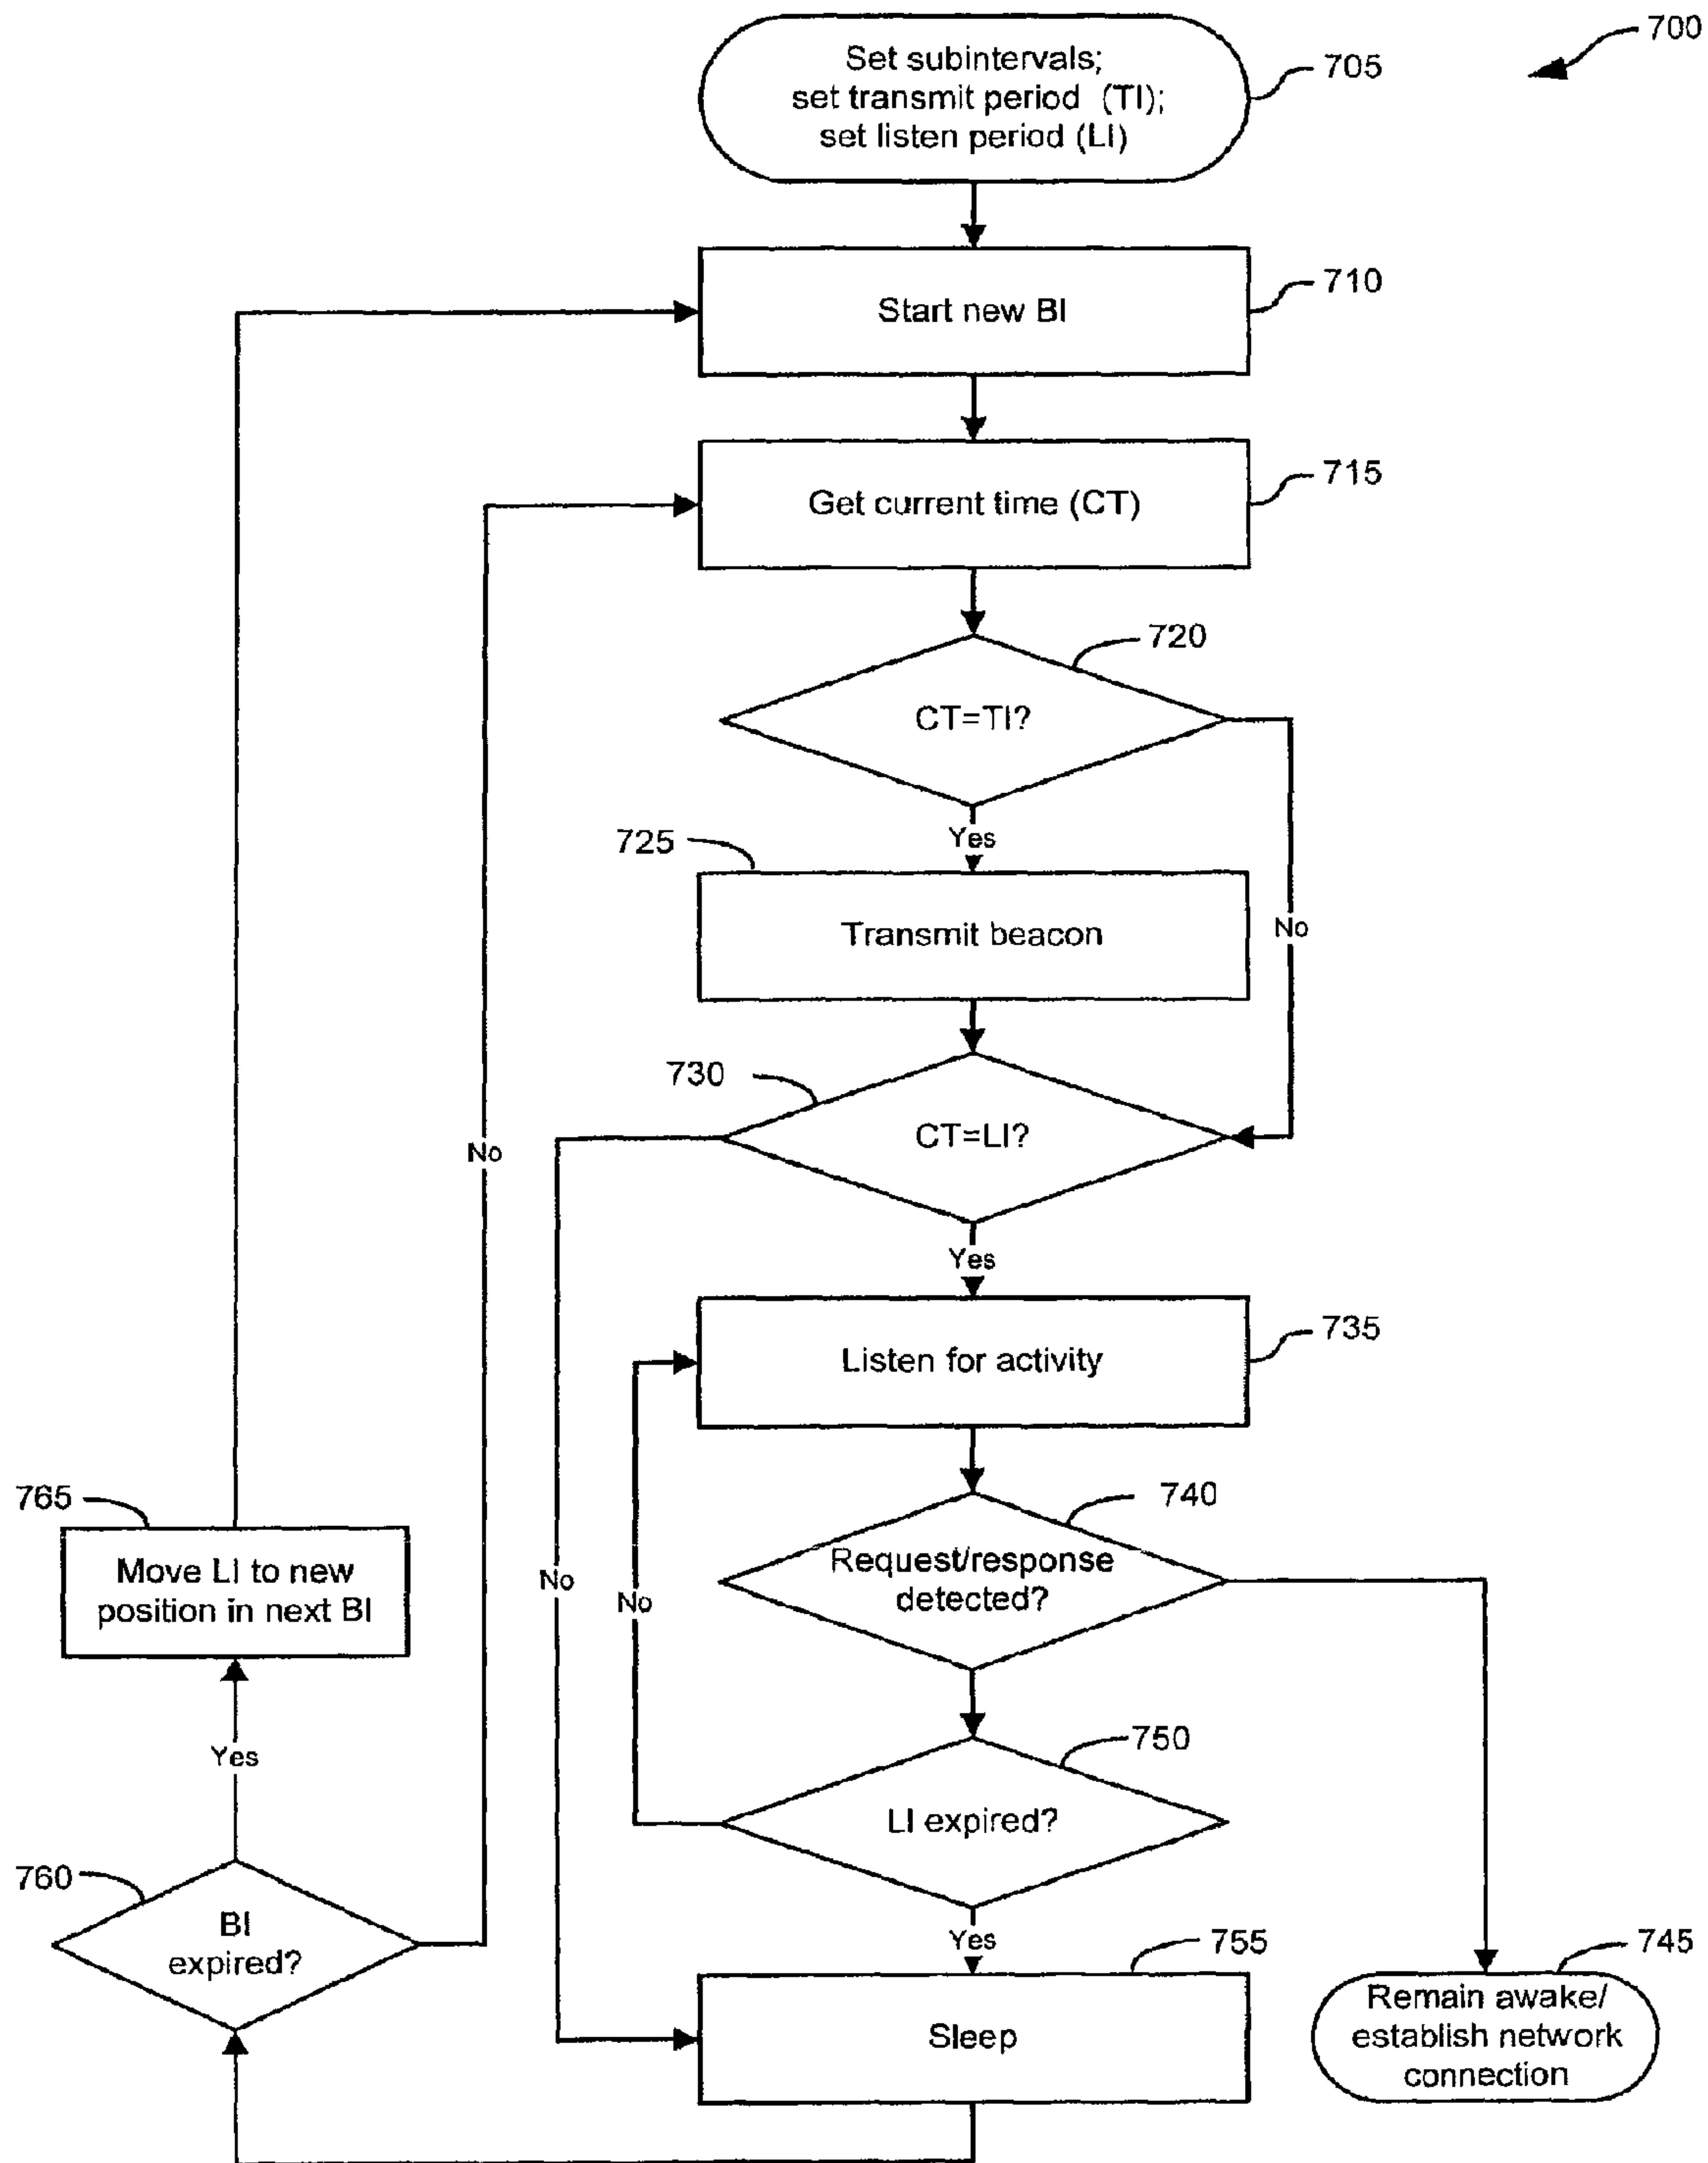 700
Set subintervals;
set transmit period (TI);
set listen period (LI)
705
Start new BI
710
Get current time (CT)
715
CT=TI?
720
Yes
No
725
Transmit beacon
730
CT=LI?
No
Yes
Listen for activity
735
Request/response
detected?
740
No
No
LI expired?
750
Yes
Sleep
755
Remain awake/
establish network
connection
745
765
Move LI to new
position in next BI
Yes
760
BI
expired?